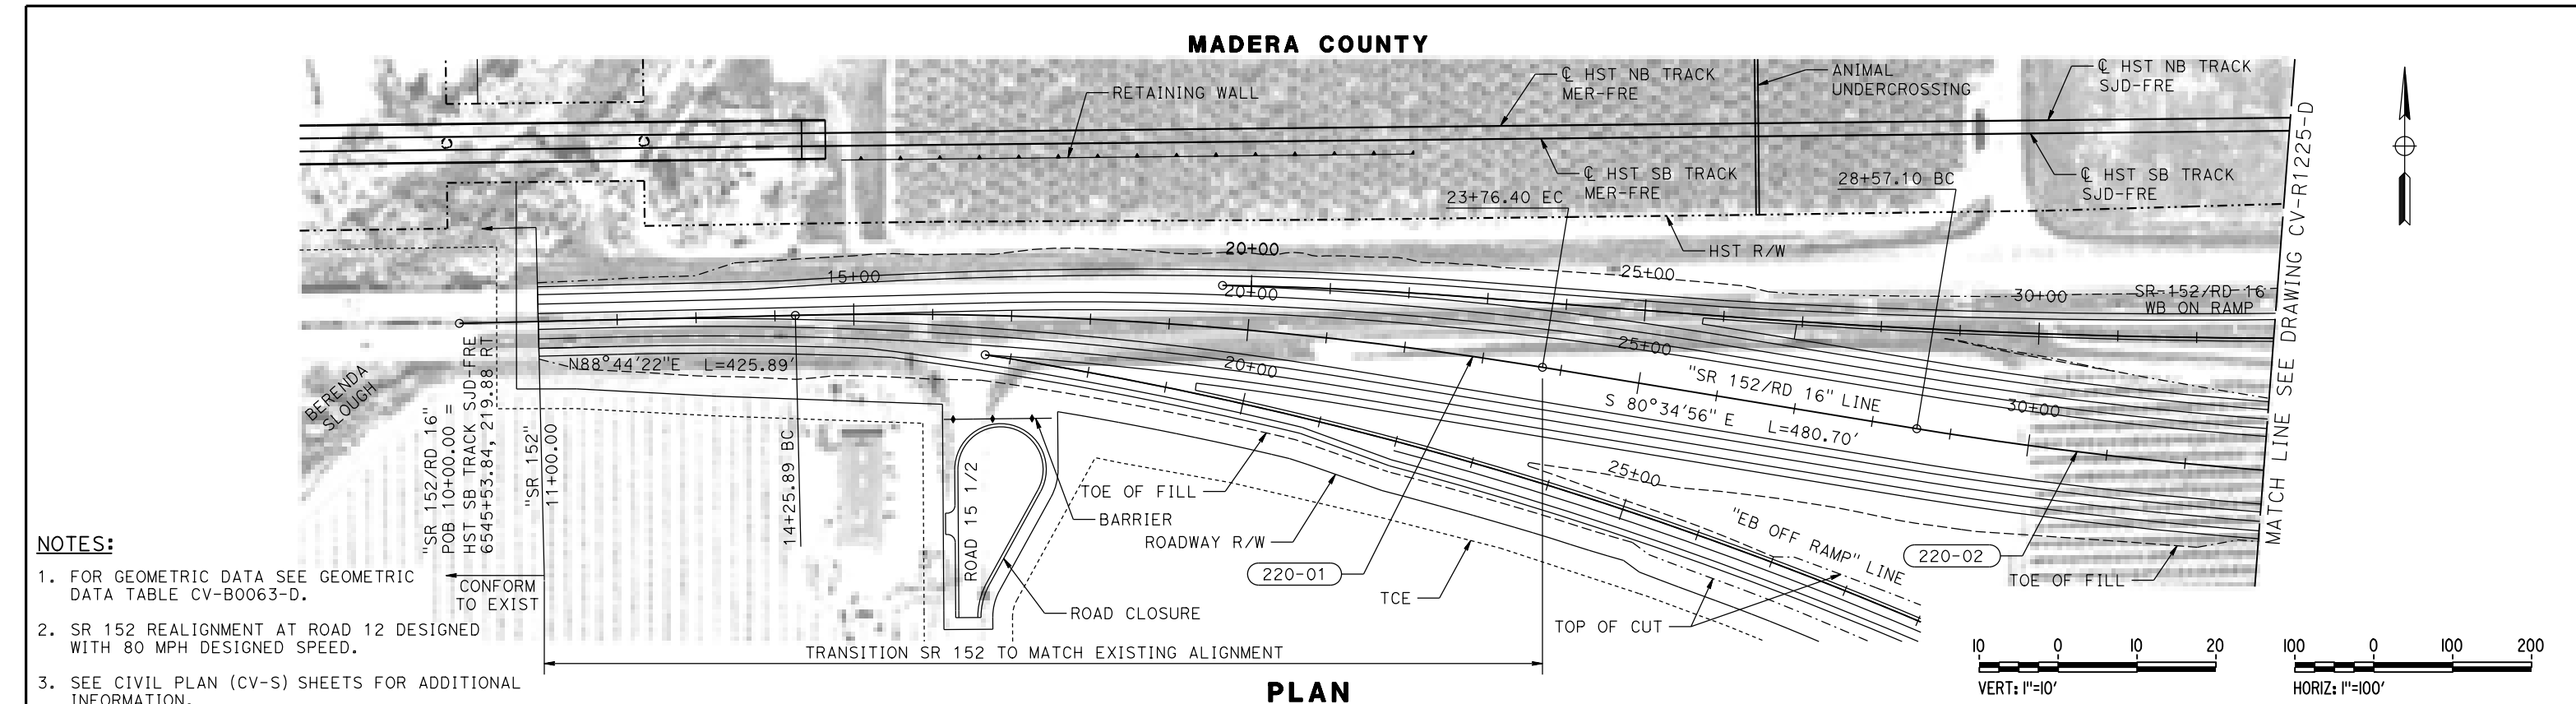 MADERA COUNTY
℄ HST NB TRACK
MER-FRE
ANIMAL
UNDERCROSSING
℄ HST NB TRACK
SJD-FRE
RETAINING WALL
℄ HST SB TRACK
MER-FRE
℄ HST SB TRACK
SJD-FRE
23+76.40 EC
28+57.10 BC
HST R/W
MATCH LINE SEE DRAWING CV-R1225-D
15+00
20+00
25+00
30+00
SR-152/RD 16
WB ON RAMP
20+00
25+00
30+00
20+00
25+00
N88°44'22"E L=425.89'
"SR 152/RD 16" LINE
S 80°34'56" E L=480.70'
BERENDA
SLOUGH
"SR 152/RD 16"
POB 10+00.00 =
HST SB TRACK SJD-FRE
6545+53.84, 219.88 RT
"SR 152"
11+00.00
14+25.89 BC
ROAD 15 1/2
TOE OF FILL
BARRIER
ROADWAY R/W
220-01
TCE
ROAD CLOSURE
"EB OFF RAMP" LINE
220-02
TOE OF FILL
TOP OF CUT
CONFORM
TO EXIST
TRANSITION SR 152 TO MATCH EXISTING ALIGNMENT
NOTES:
1. FOR GEOMETRIC DATA SEE GEOMETRIC
DATA TABLE CV-B0063-D.
2. SR 152 REALIGNMENT AT ROAD 12 DESIGNED
WITH 80 MPH DESIGNED SPEED.
3. SEE CIVIL PLAN (CV-S) SHEETS FOR ADDITIONAL
INFORMATION.
PLAN
10 0 10 20
VERT: 1"=10'
100 0 100 200
HORIZ: 1"=100'